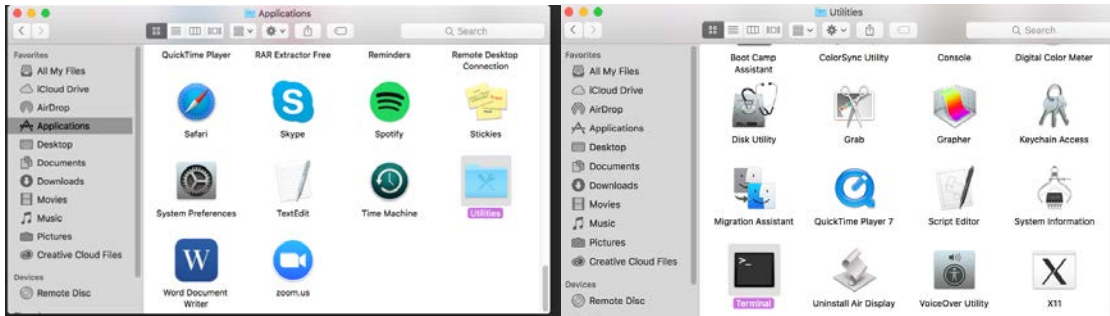 Applications
Search
Favorites
All My Files
iCloud Drive
AirDrop
Applications
Desktop
Documents
Downloads
Movies
Music
Pictures
Creative Cloud Files
Devices
Remote Disc
QuickTime Player
RAR Extractor Free
Reminders
Remote Desktop
Connection
Safari
Skype
Spotify
Stickies
System Preferences
TextEdit
Time Machine
Utilities
W
Word Document
Writer
zoom.us
Utilities
Search
Favorites
All My Files
iCloud Drive
AirDrop
Applications
Desktop
Documents
Downloads
Movies
Music
Pictures
Creative Cloud Files
Devices
Remote Disc
Boot Camp
Assistant
ColorSync Utility
Console
Digital Color Meter
Disk Utility
Grab
Grapher
Keychain Access
Migration Assistant
QuickTime Player 7
Script Editor
System Information
>_
Terminal
Uninstall Air Display
VoiceOver Utility
X
X11